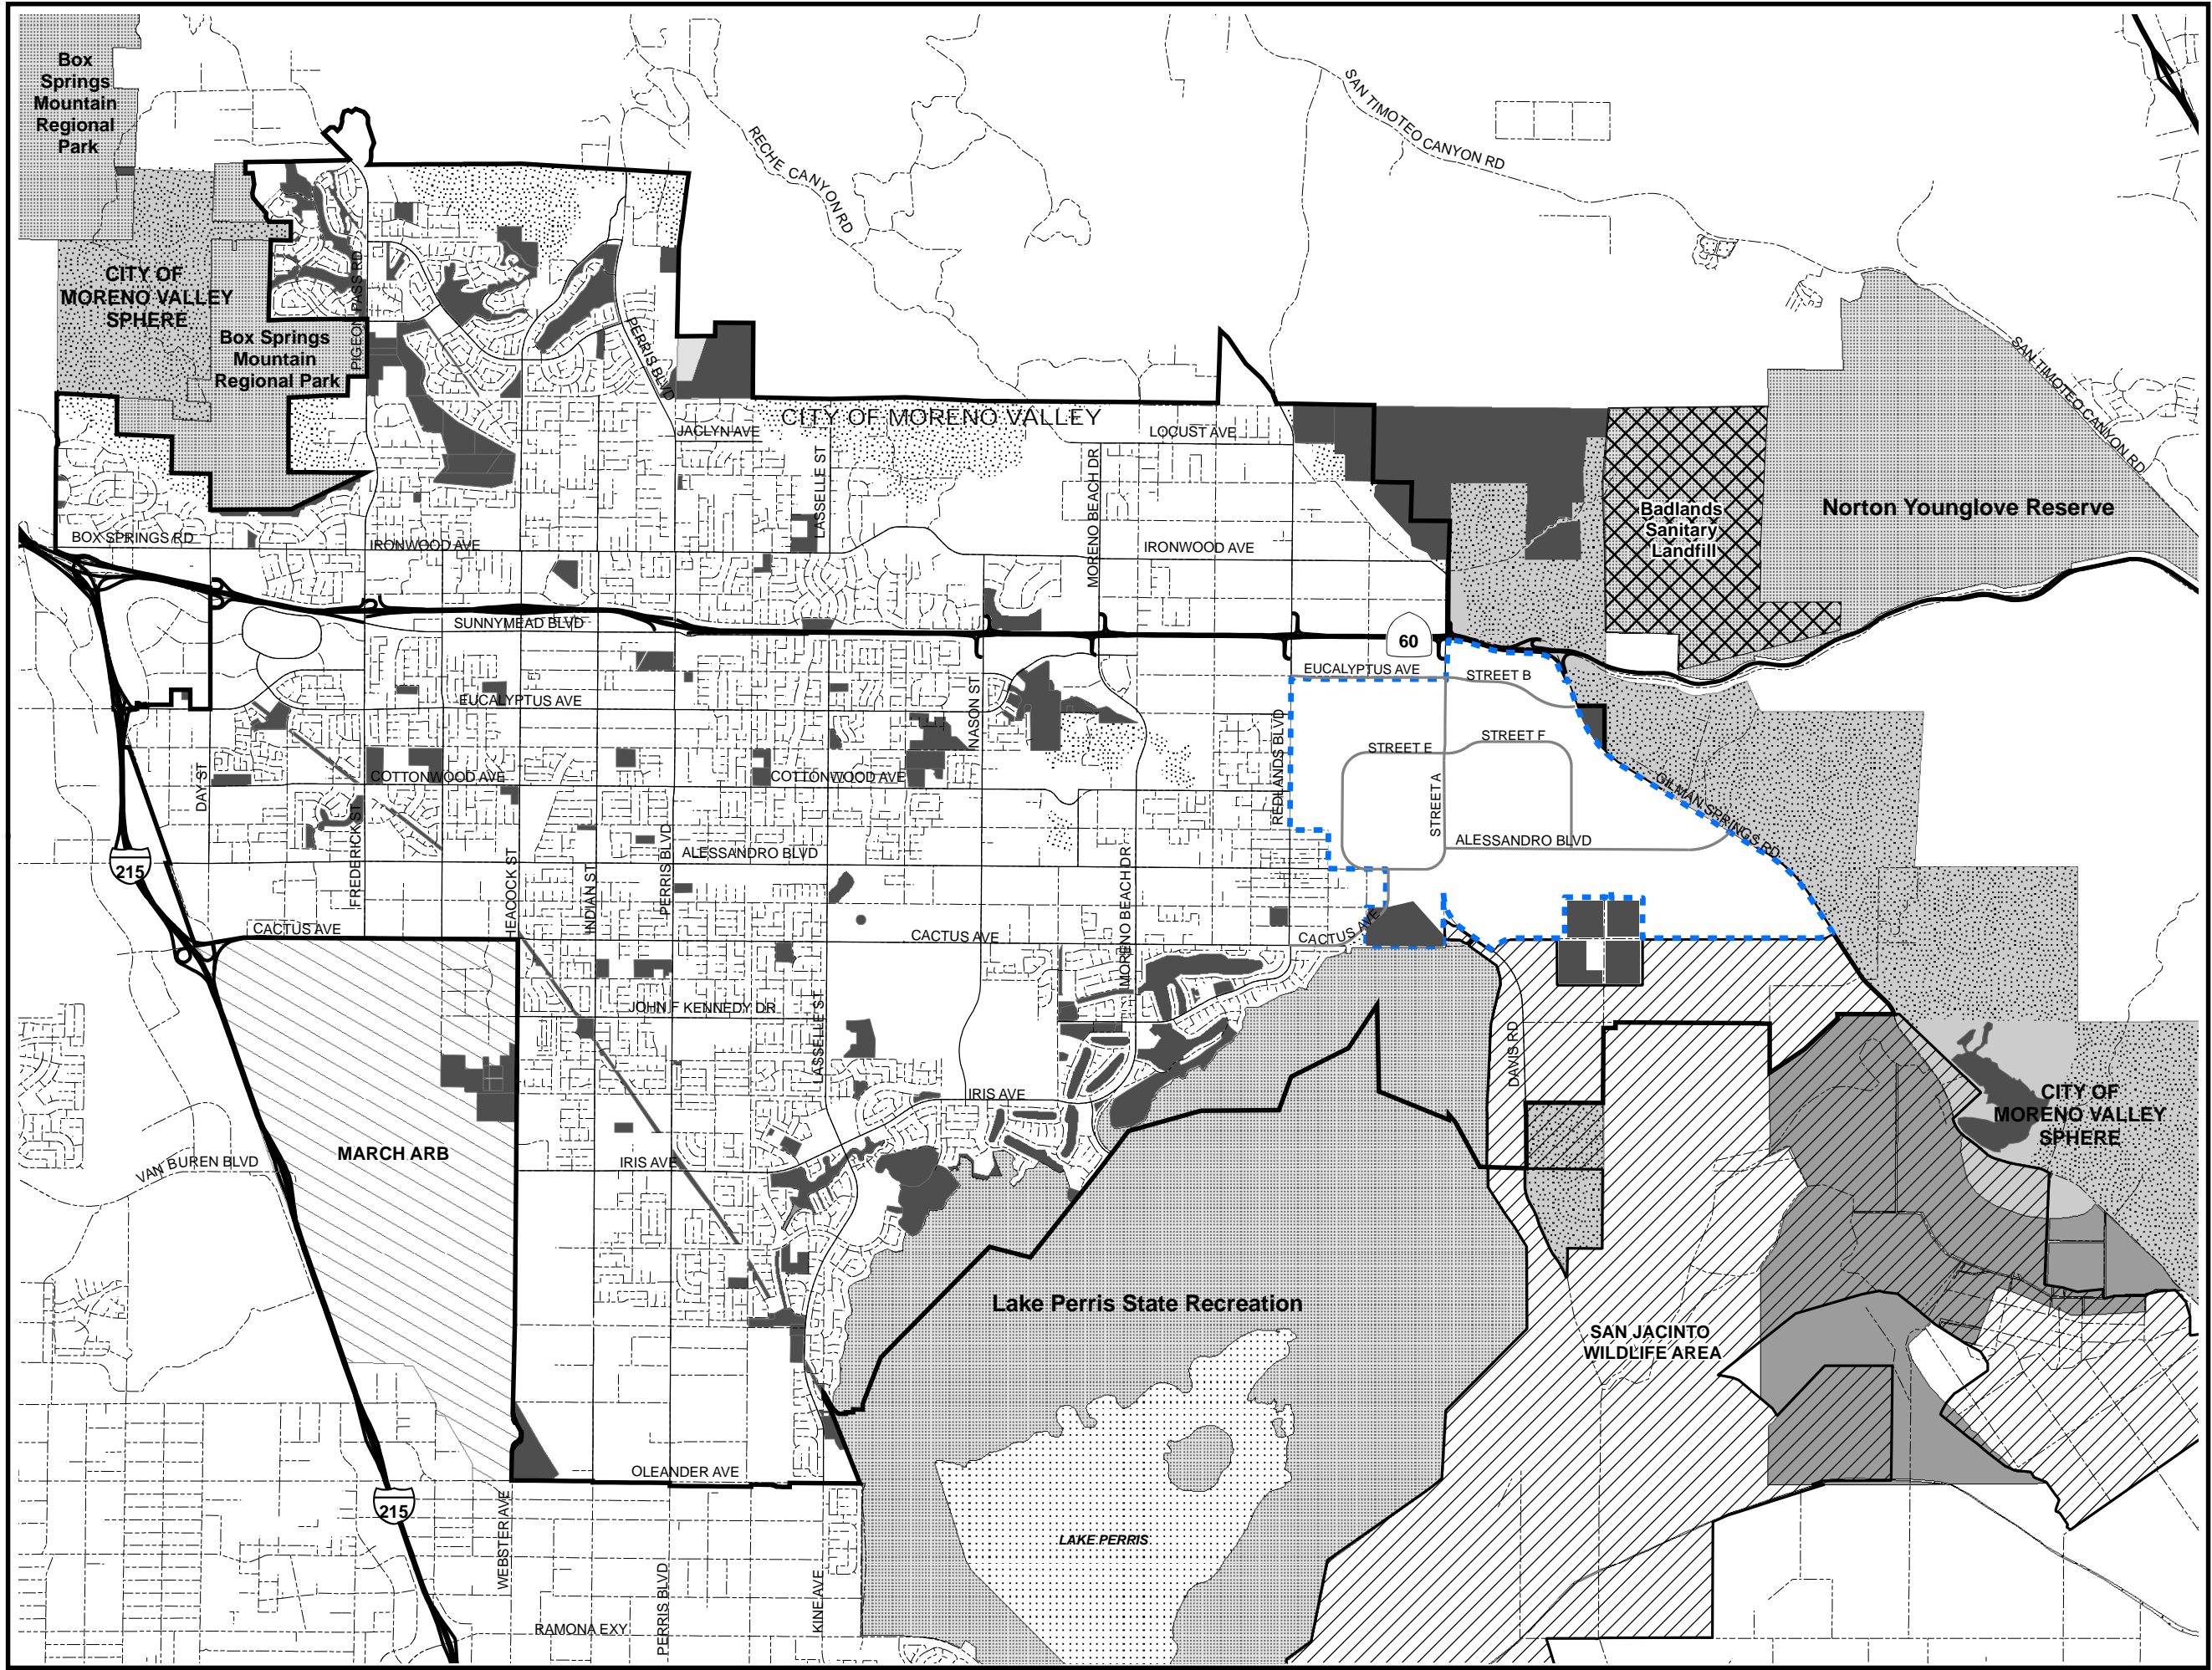 Box
Springs
Mountain
Regional
Park
SAN TIMOTEO CANYON RD
RECHE CANYON RD
CITY OF
MORENO VALLEY
SPHERE
PIGEON PASS RD
Box Springs
Mountain
Regional Park
PERRIS BLVD
SAN TIMOTEO CANYON RD
CITY OF MORENO VALLEY
JACLYN AVE
LOCUST AVE
LASSELLE ST
MORENO BEACH DR
Badlands
Sanitary
Landfill
Norton Younglove Reserve
BOX SPRINGS RD
IRONWOOD AVE
IRONWOOD AVE
SUNNYMEAD BLVD
60
EUCALYPTUS AVE
STREET B
EUCALYPTUS AVE
NASON ST
REDLANDS BLVD
STREET E
STREET F
DAY ST
COTTONWOOD AVE
COTTONWOOD AVE
STREET A
GILMAN SPRINGS RD
FREDERICK ST
ALESSANDRO BLVD
ALESSANDRO BLVD
215
HEACOCK ST
INDIAN ST
PERRIS BLVD
MORENO BEACH DR
CACTUS AVE
CACTUS AVE
CACTUS AVE
JOHN F KENNEDY DR
LASSELLE ST
DAVIS RD
IRIS AVE
CITY OF
MORENO VALLEY
SPHERE
MARCH ARB
VAN BUREN BLVD
IRIS AVE
Lake Perris State Recreation
SAN JACINTO
WILDLIFE AREA
OLEANDER AVE
215
WEBSTER AVE
LAKE PERRIS
PERRIS BLVD
KINE AVE
RAMONA EXY